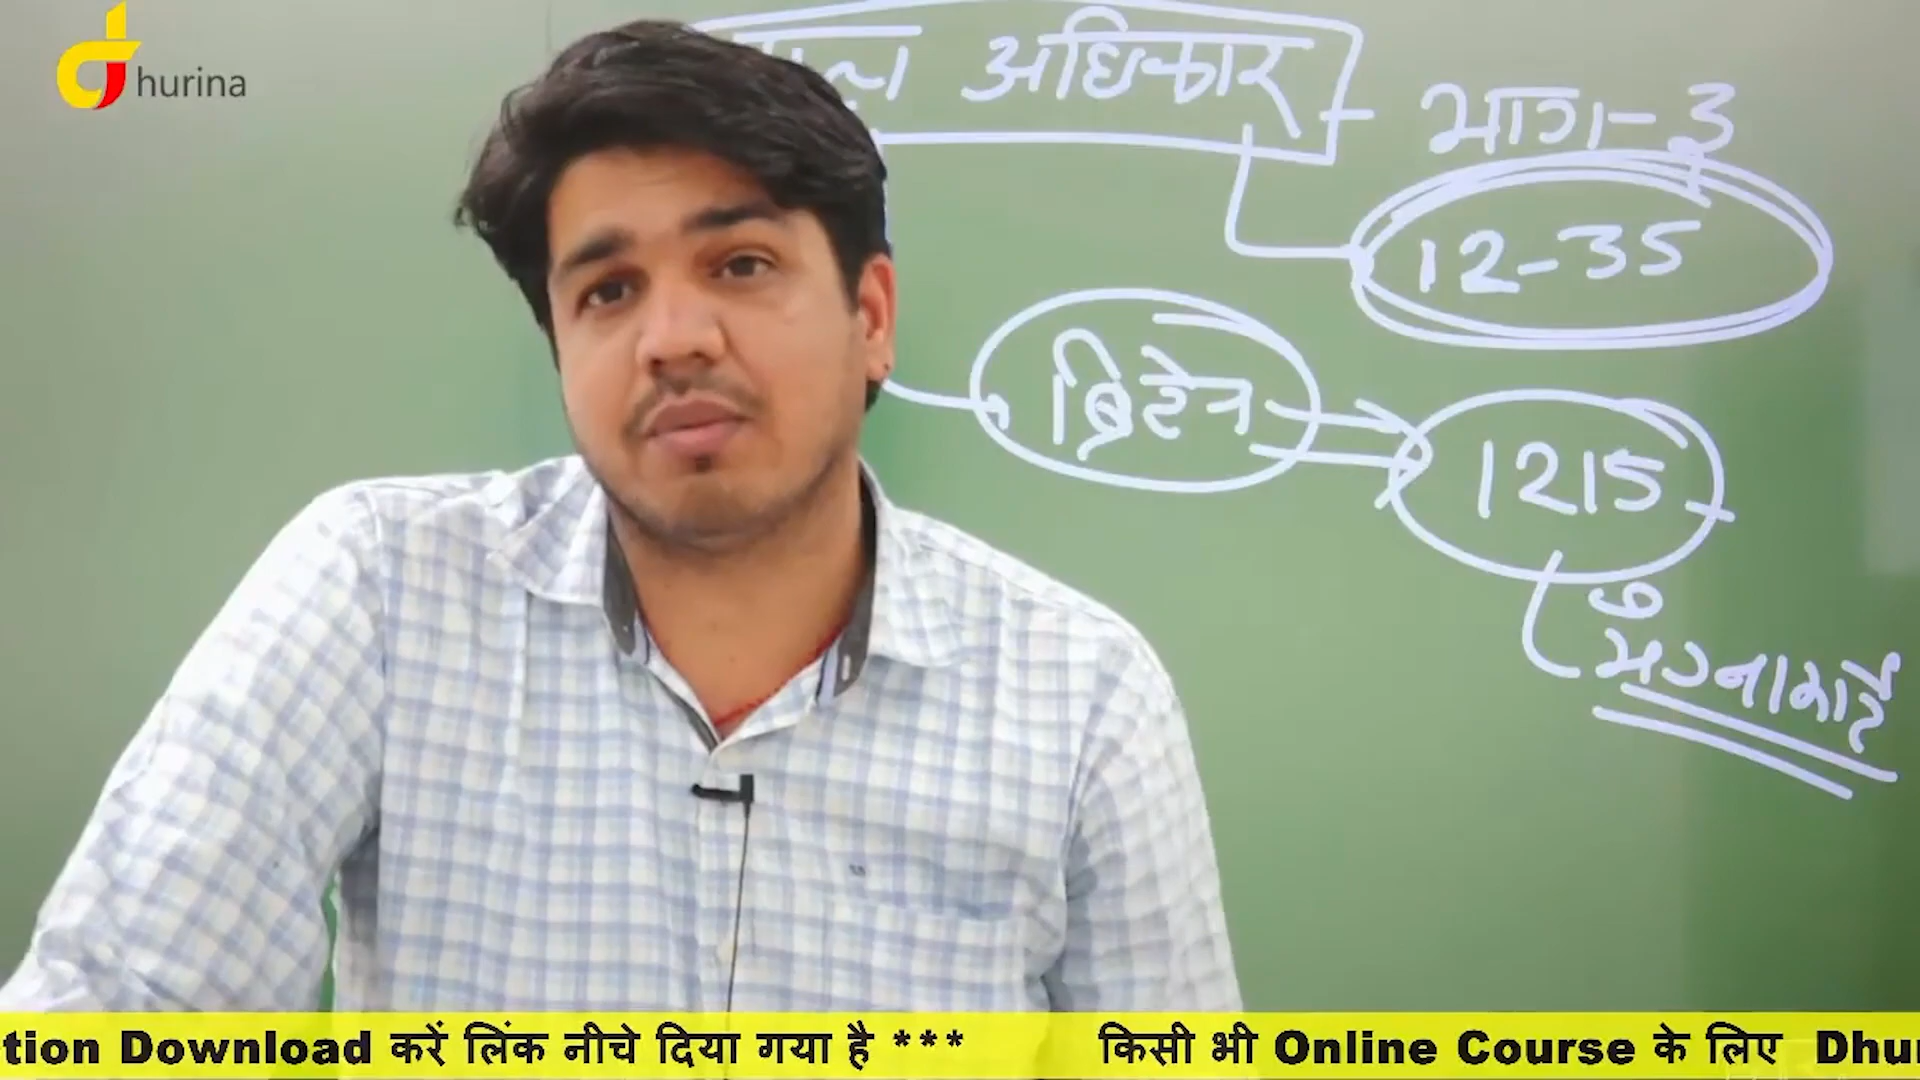 dhurina
अधिकार
भाग-3
12-35
ब्रिटेन
1215
tion Download करें लिंक नीचे दिया गया है *** किसी भी Online Course के लिए Dhu